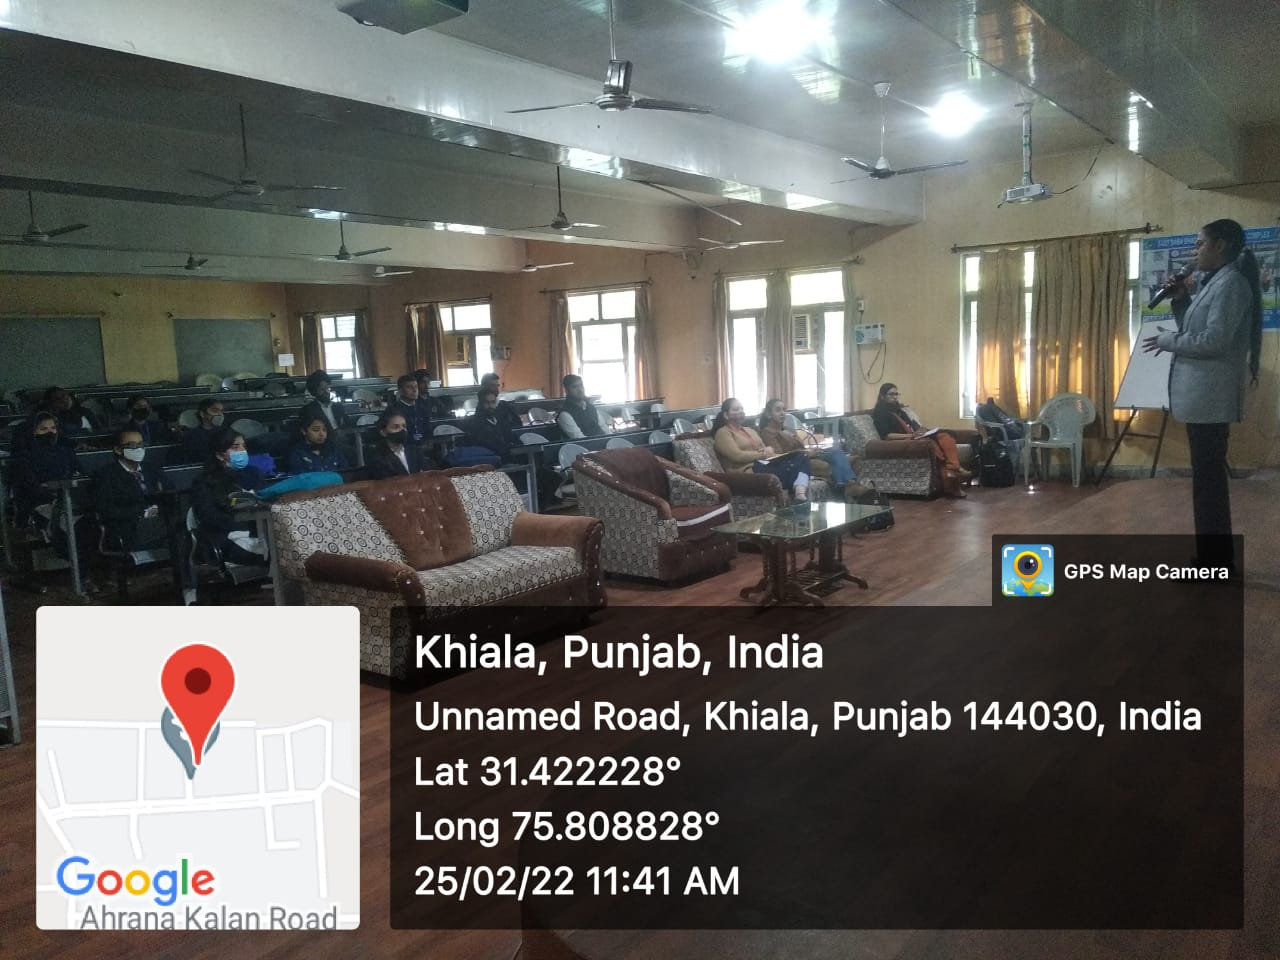 COMPLEX
GPS Map Camera
Khiala, Punjab, India
Unnamed Road, Khiala, Punjab 144030, India
Lat 31.422228°
Long 75.808828°
25/02/22 11:41 AM
Google
Ahrana Kalan Road